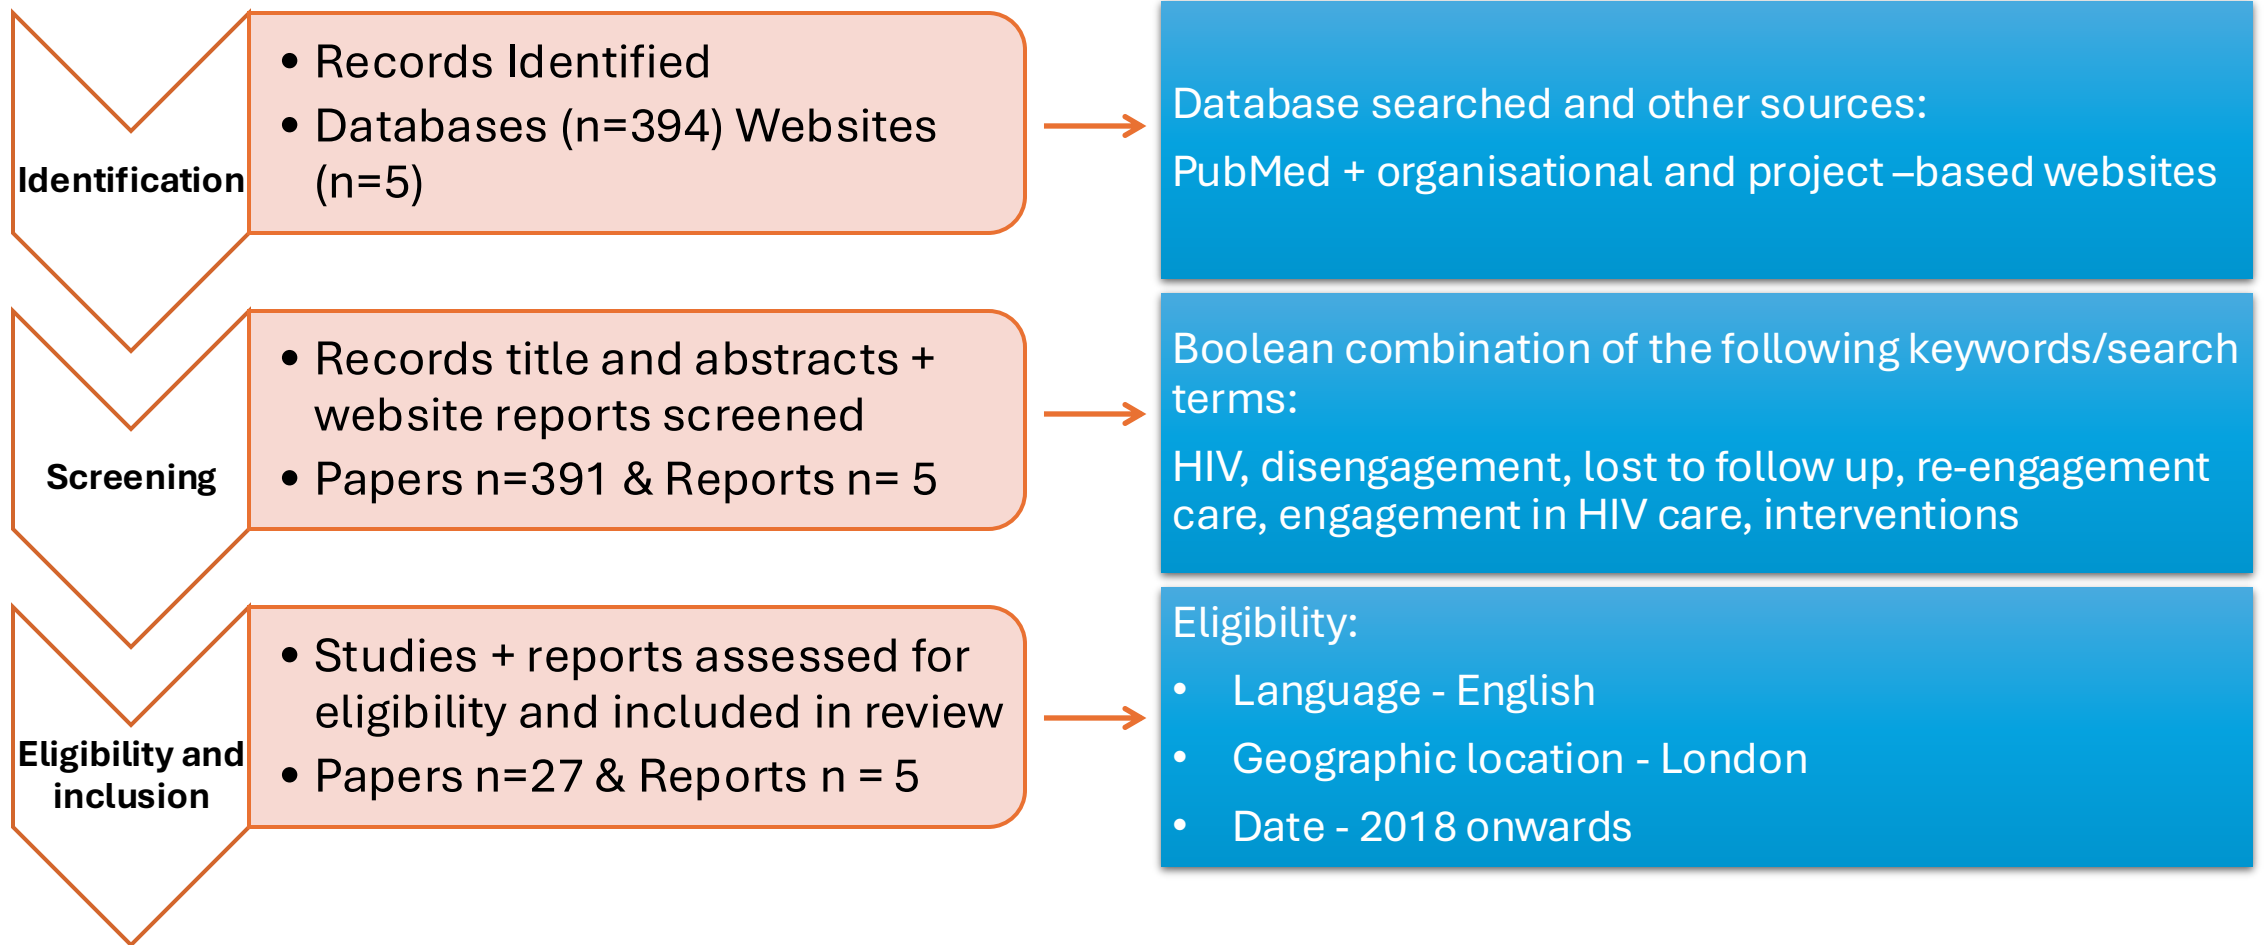 Identification
• Records Identified
• Databases (n=394) Websites
(n=5)
Database searched and other sources:
PubMed + organisational and project –based websites
Screening
• Records title and abstracts +
website reports screened
• Papers n=391 & Reports n= 5
Boolean combination of the following keywords/search
terms:
HIV, disengagement, lost to follow up, re-engagement
care, engagement in HIV care, interventions
Eligibility and
inclusion
• Studies + reports assessed for
eligibility and included in review
• Papers n=27 & Reports n = 5
Eligibility:
• Language - English
• Geographic location - London
• Date - 2018 onwards